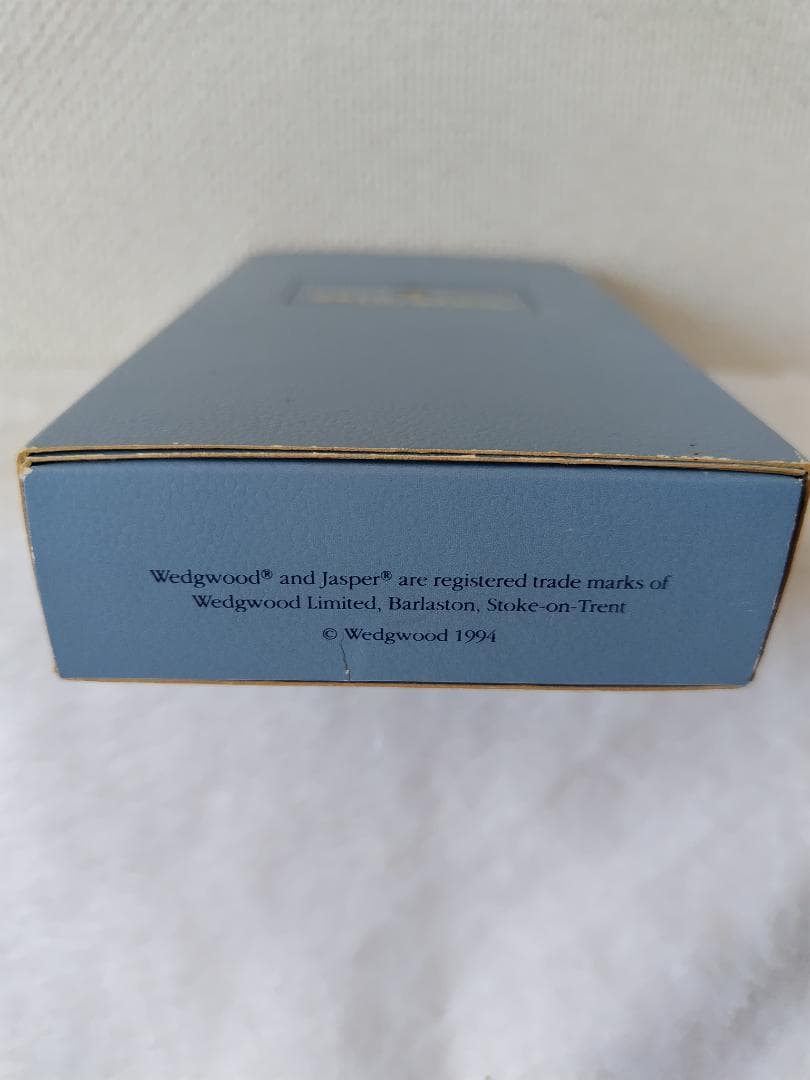 Wedgwood® and Jasper® are registered trade marks of
Wedgwood Limited, Barlaston, Stoke-on-Trent
© Wedgwood 1994